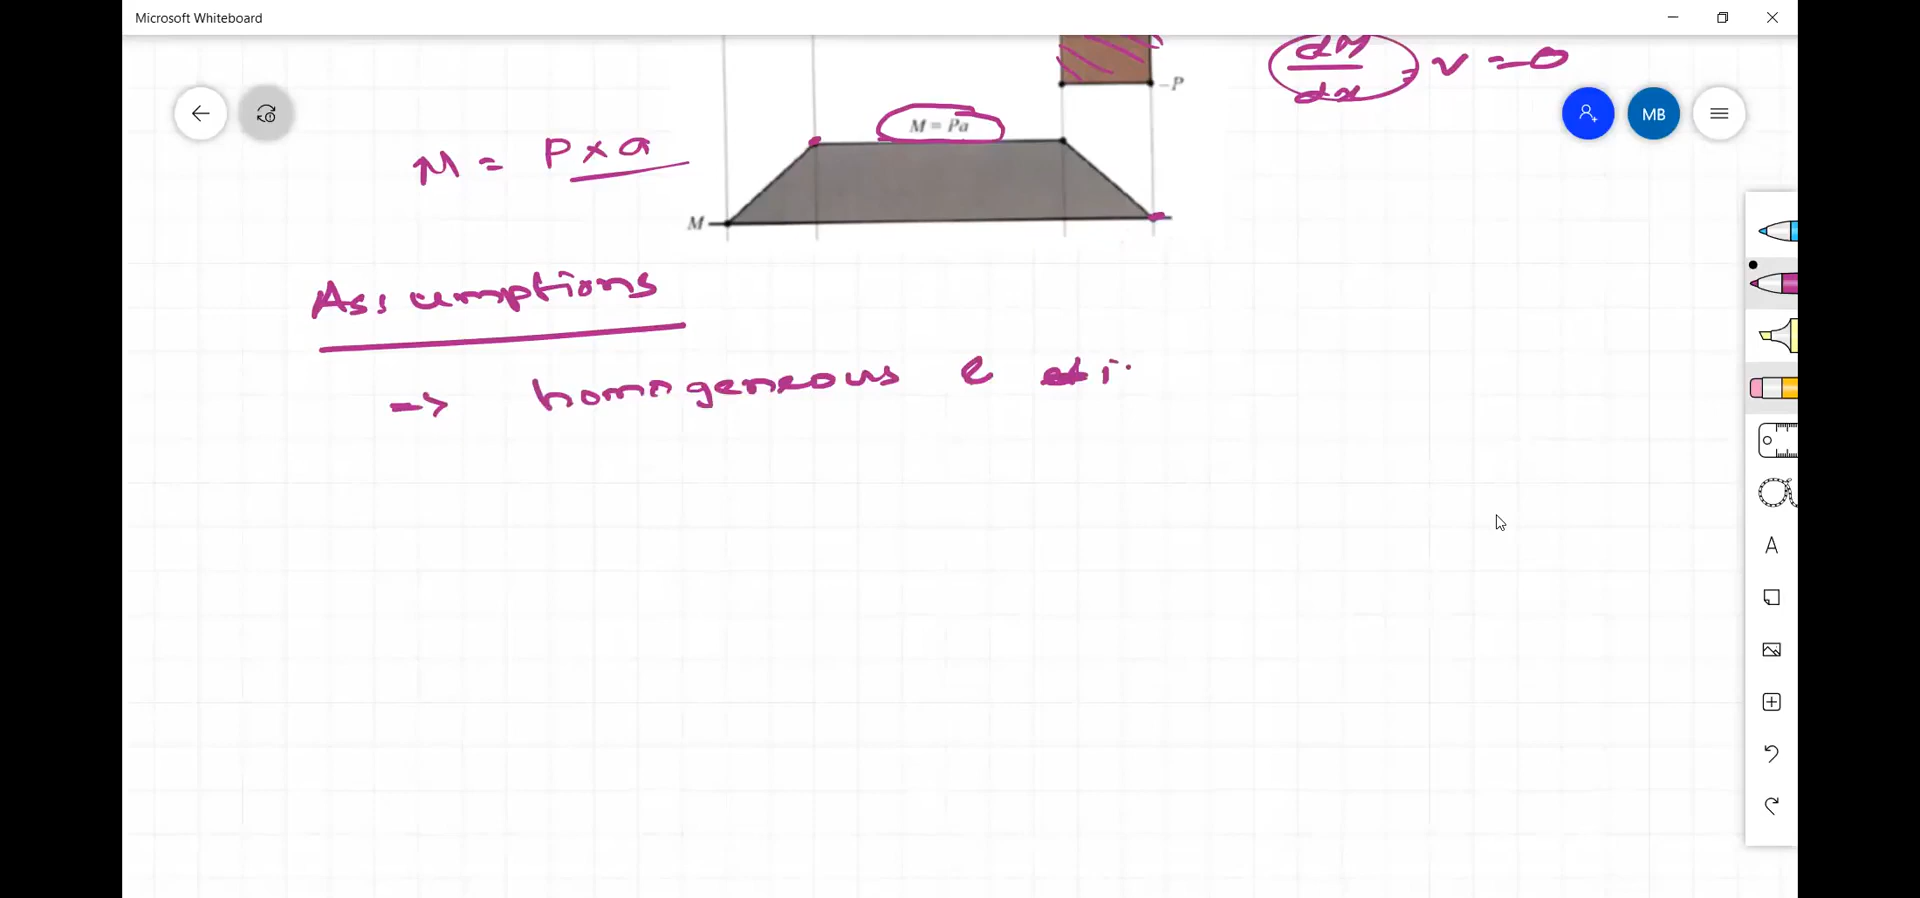 Microsoft Whiteboard
dM
dx
= v = 0
-P
MB
M = Pa
M = P x a
M
Assumptions
-> homogeneous & i
A